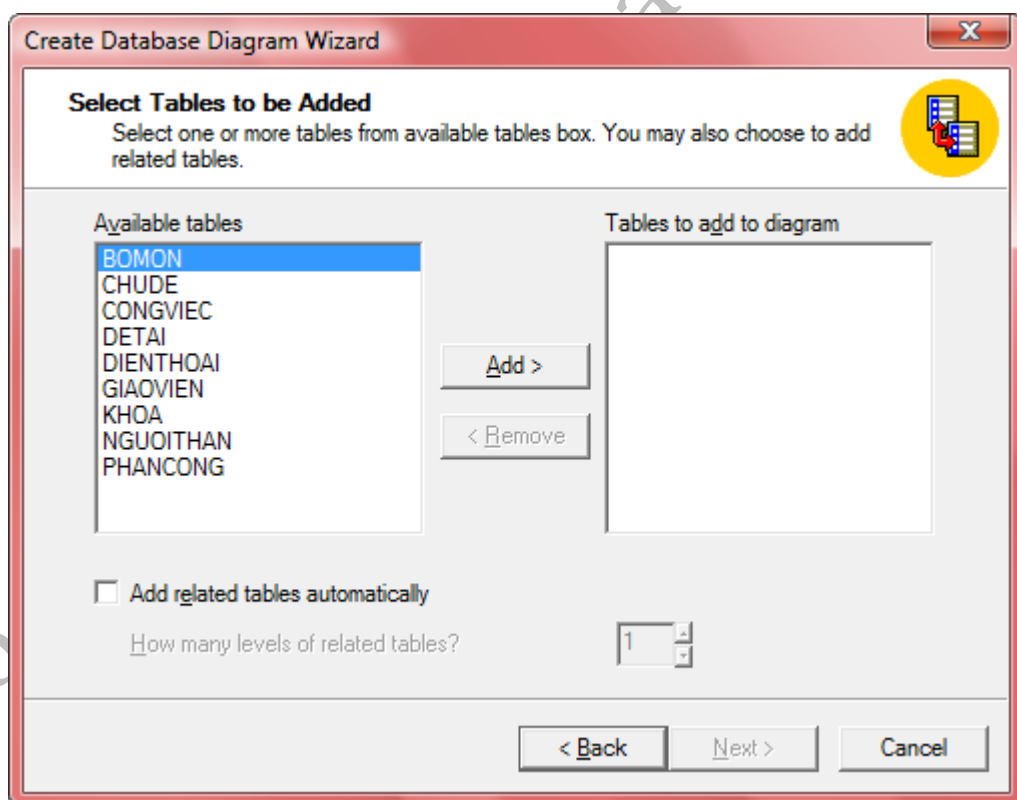 Create Database Diagram Wizard
Select Tables to be Added
Select one or more tables from available tables box. You may also choose to add
related tables.
Available tables
Tables to add to diagram
BOMON
CHUDE
CONGVIEC
DETAI
DIENTHOAI
GIAOVIEN
KHOA
NGUOITHAN
PHANCONG
Add >
< Remove
Add related tables automatically
How many levels of related tables?
1
< Back
Next >
Cancel